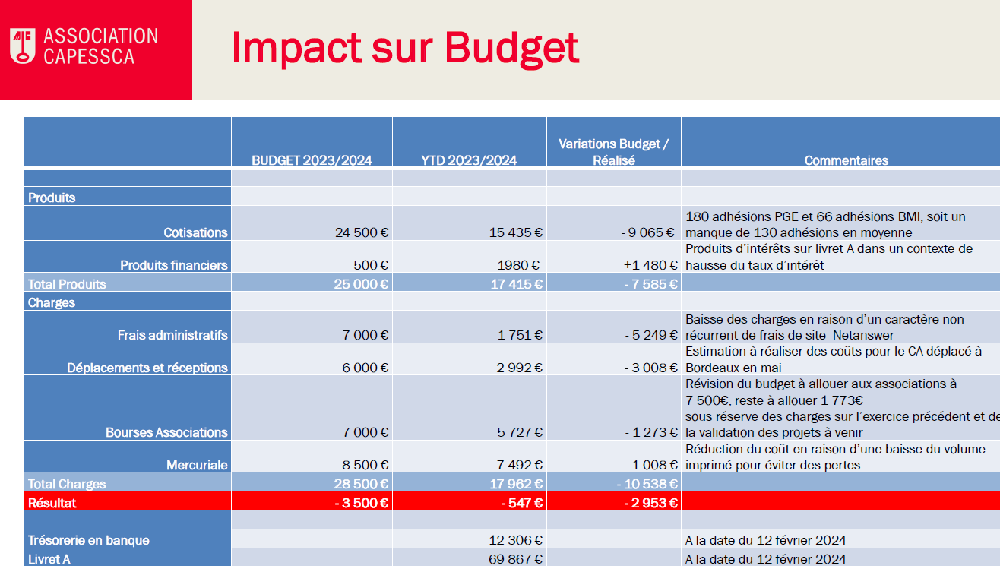 ASSOCIATION
CAPESSCA
Impact sur Budget
BUDGET 2023/2024 YTD 2023/2024 Variations Budget / Réalisé Commentaires
Produits
Cotisations 24 500 € 15 435 € - 9 065 € 180 adhésions PGE et 66 adhésions BMI, soit un
manque de 130 adhésions en moyenne
Produits financiers 500 € 1980 € +1 480 € Produits d’intérêts sur livret A dans un contexte de
hausse du taux d’intérêt
Total Produits 25 000 € 17 415 € - 7 585 €
Charges
Frais administratifs 7 000 € 1 751 € - 5 249 € Baisse des charges en raison d’un caractère non
récurrent de frais de site Netanswer
Déplacements et réceptions 6 000 € 2 992 € - 3 008 € Estimation à réaliser des coûts pour le CA déplacé à
Bordeaux en mai
Bourses Associations 7 000 € 5 727 € - 1 273 € Révision du budget à allouer aux associations à
7 500€, reste à allouer 1 773€
sous réserve des charges sur l’exercice précédent et de
la validation des projets à venir
Mercuriale 8 500 € 7 492 € - 1 008 € Réduction du coût en raison d’une baisse du volume
imprimé pour éviter des pertes
Total Charges 28 500 € 17 962 € - 10 538 €
Résultat - 3 500 € - 547 € - 2 953 €
Trésorerie en banque 12 306 € A la date du 12 février 2024
Livret A 69 867 € A la date du 12 février 2024